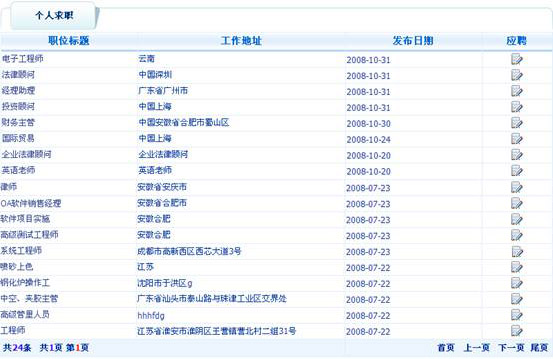 个人求职
职位标题 工作地址 发布日期 应聘
电子工程师 云南 2008-10-31
法律顾问 中国深圳 2008-10-31
经理助理 广东省广州市 2008-10-31
投资顾问 中国上海 2008-10-31
财务主管 中国安徽省合肥市蜀山区 2008-10-30
国际贸易 中国上海 2008-10-24
企业法律顾问 企业法律顾问 2008-10-20
英语老师 英语老师 2008-10-20
律师 安徽省安庆市 2008-07-23
OA软件销售经理 安徽省合肥市 2008-07-23
软件项目实施 安徽合肥 2008-07-23
高级测试工程师 安徽合肥 2008-07-23
系统工程师 成都市高新西区西芯大道3号 2008-07-23
喷砂上色 江苏 2008-07-22
钢化炉操作工 沈阳市于洪区g 2008-07-22
中空、夹胶主管 广东省汕头市泰山路与珠津工业区交界处 2008-07-22
高级管里人员 hhhfdg 2008-07-22
工程师 江苏省淮安市淮阴区王营镇营北村二组31号 2008-07-22
共24条 共1页 第1页 首页 上一页 下一页 尾页